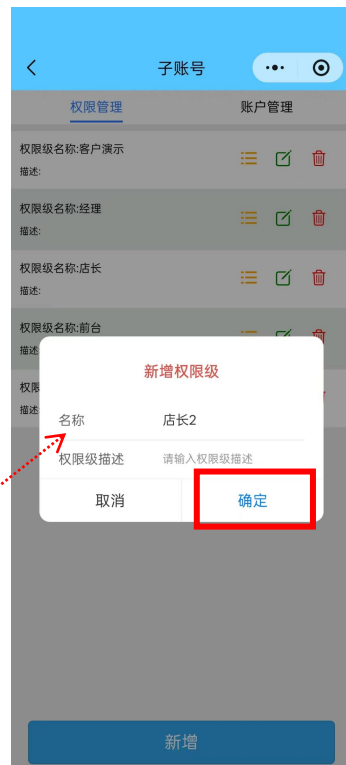 子账号
权限管理 账户管理
权限级名称:客户演示
描述:
权限级名称:经理
描述:
权限级名称:店长
描述:
权限级名称:前台
描述
权限
描述
新增权限级
名称 店长2
权限级描述 请输入权限级描述
取消 确定
新增